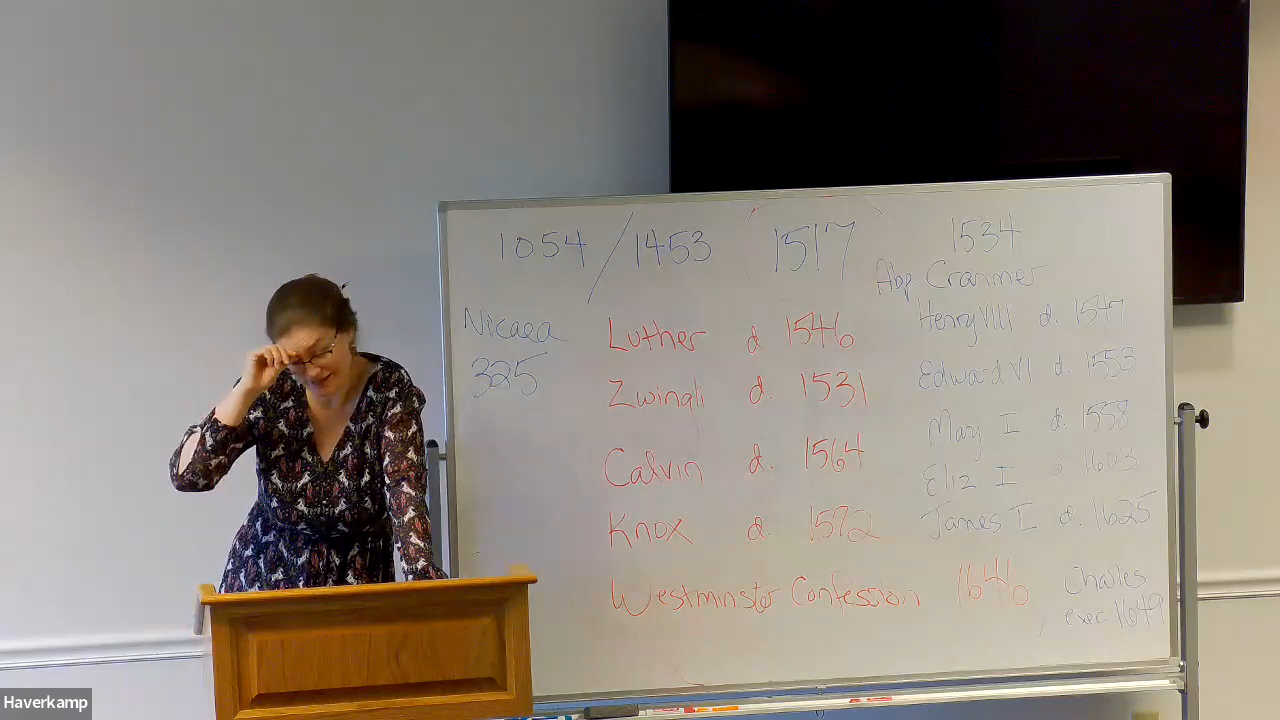 1054 / 1453 1517 1534
Abp Cranmer
Nicaea
325
Luther d 1546
Zwingli d. 1531
Calvin d. 1564
Knox d. 1572
Westminster Confession 1646
Henry VIII d. 1547
Edward VI d. 1553
Mary I d. 1558
Eliz I d 1603
James I d. 1625
Charles
exec. 1649
Haverkamp